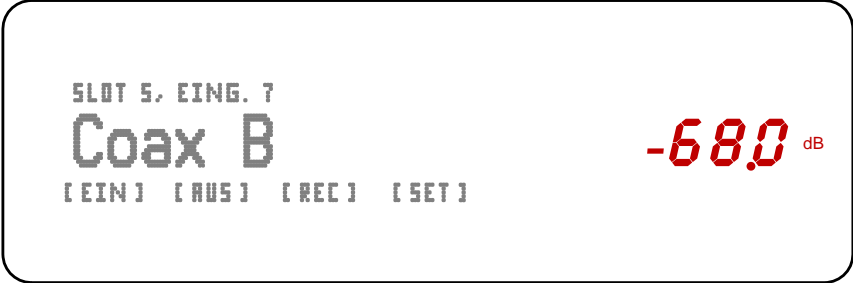 SLOT 5, EING. 7
Coax B
-68.0 dB
[EIN] [AUS] [REC] [SET]